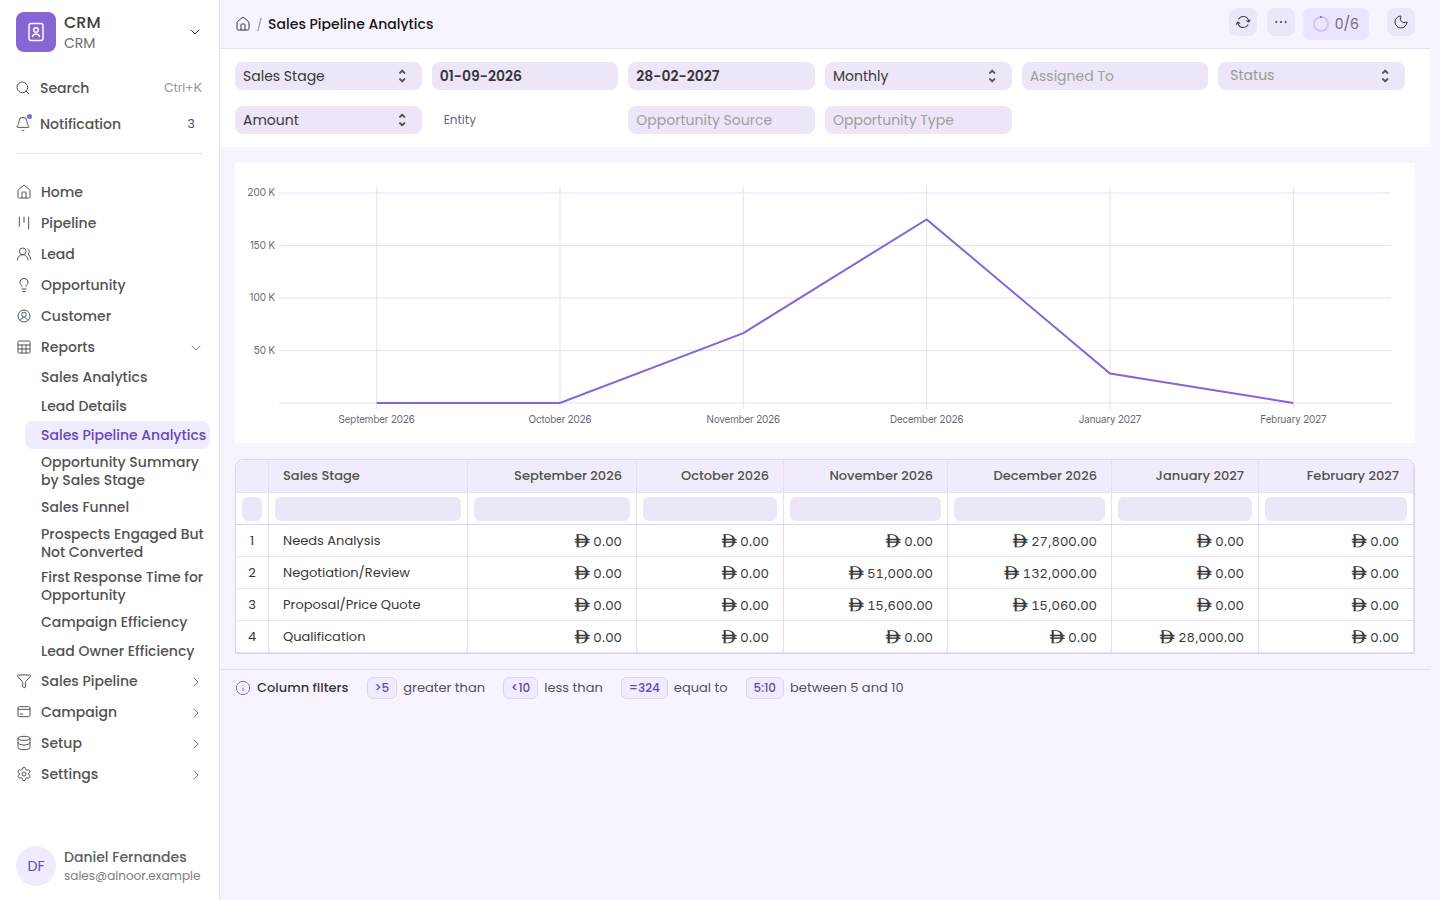 CRM
CRM
Search Ctrl+K
Notification 3
Home
Pipeline
Lead
Opportunity
Customer
Reports
Sales Analytics
Lead Details
Sales Pipeline Analytics
Opportunity Summary
by Sales Stage
Sales Funnel
Prospects Engaged But
Not Converted
First Response Time for
Opportunity
Campaign Efficiency
Lead Owner Efficiency
Sales Pipeline
Campaign
Setup
Settings
DF
Daniel Fernandes
sales@alnoor.example
/ Sales Pipeline Analytics
0/6
Sales Stage 01-09-2026 28-02-2027 Monthly Assigned To Status
Amount Entity Opportunity Source Opportunity Type
200 K
150 K
100 K
50 K
September 2026 October 2026 November 2026 December 2026 January 2027 February 2027
Sales Stage September 2026 October 2026 November 2026 December 2026 January 2027 February 2027
1 Needs Analysis 0.00 0.00 0.00 27,800.00 0.00 0.00
2 Negotiation/Review 0.00 0.00 51,000.00 132,000.00 0.00 0.00
3 Proposal/Price Quote 0.00 0.00 15,600.00 15,060.00 0.00 0.00
4 Qualification 0.00 0.00 0.00 0.00 28,000.00 0.00
Column filters >5 greater than <10 less than =324 equal to 5:10 between 5 and 10